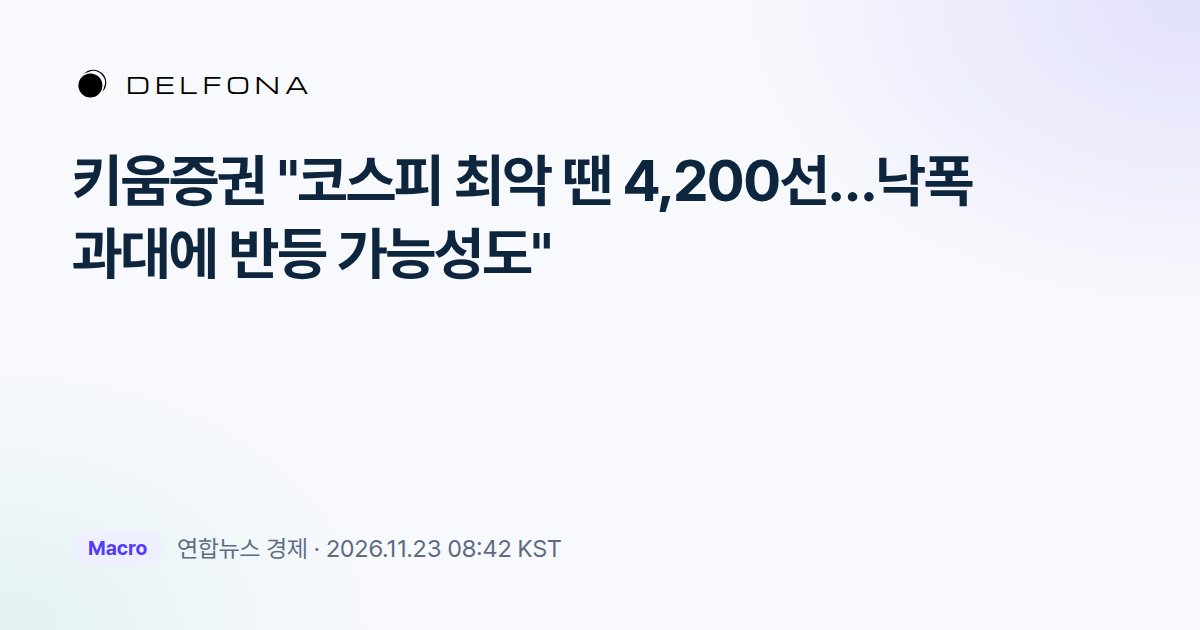 DELFONA
키움증권 "코스피 최악 땐 4,200선…낙폭
과대에 반등 가능성도"
Macro 연합뉴스 경제 · 2026.11.23 08:42 KST